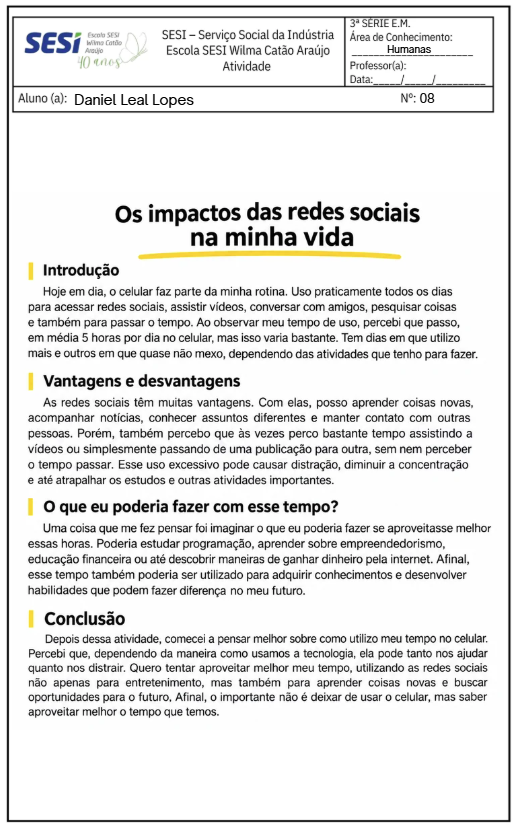 SESI
Escola SESI
Wilma Catão
Araújo
40 anos
SESI – Serviço Social da Indústria
Escola SESI Wilma Catão Araújo
Atividade
3ª SÉRIE E.M.
Área de Conhecimento:
Humanas
Professor(a):
Data:_____/_____/_________
Aluno (a): Daniel Leal Lopes
Nº: 08
Os impactos das redes sociais
na minha vida
Introdução
Hoje em dia, o celular faz parte da minha rotina. Uso praticamente todos os dias
para acessar redes sociais, assistir vídeos, conversar com amigos, pesquisar coisas
e também para passar o tempo. Ao observar meu tempo de uso, percebi que passo,
em média 5 horas por dia no celular, mas isso varia bastante. Tem dias em que utilizo
mais e outros em que quase não mexo, dependendo das atividades que tenho para fazer.
Vantagens e desvantagens
As redes sociais têm muitas vantagens. Com elas, posso aprender coisas novas,
acompanhar notícias, conhecer assuntos diferentes e manter contato com outras
pessoas. Porém, também percebo que às vezes perco bastante tempo assistindo a
vídeos ou simplesmente passando de uma publicação para outra, sem nem perceber
o tempo passar. Esse uso excessivo pode causar distração, diminuir a concentração
e até atrapalhar os estudos e outras atividades importantes.
O que eu poderia fazer com esse tempo?
Uma coisa que me fez pensar foi imaginar o que eu poderia fazer se aproveitasse melhor
essas horas. Poderia estudar programação, aprender sobre empreendedorismo,
educação financeira ou até descobrir maneiras de ganhar dinheiro pela internet. Afinal,
esse tempo também poderia ser utilizado para adquirir conhecimentos e desenvolver
habilidades que podem fazer diferença no meu futuro.
Conclusão
Depois dessa atividade, comecei a pensar melhor sobre como utilizo meu tempo no celular.
Percebi que, dependendo da maneira como usamos a tecnologia, ela pode tanto nos ajudar
quanto nos distrair. Quero tentar aproveitar melhor meu tempo, utilizando as redes sociais
não apenas para entretenimento, mas também para aprender coisas novas e buscar
oportunidades para o futuro, Afinal, o importante não é deixar de usar o celular, mas saber
aproveitar melhor o tempo que temos.